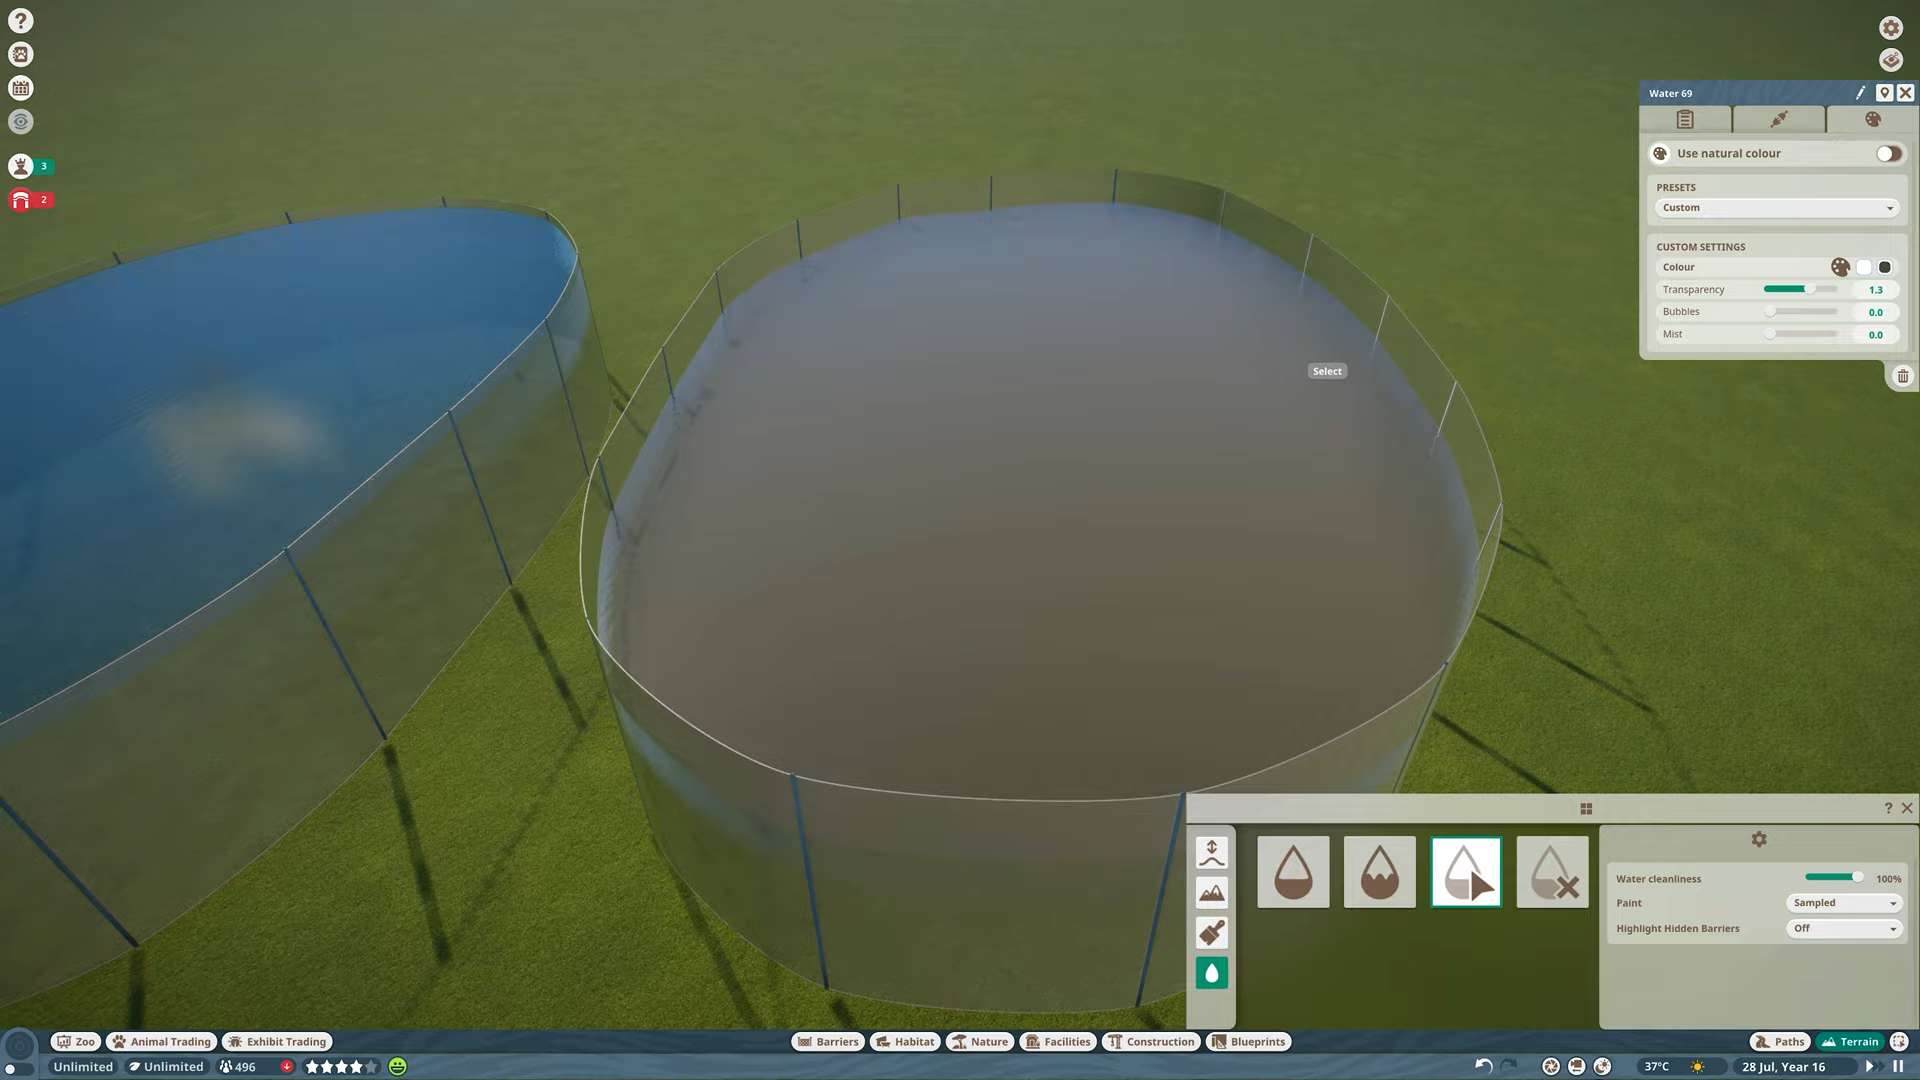 ?
3
2
Water 69
Use natural colour
PRESETS
Custom
CUSTOM SETTINGS
Colour
Transparency 1.3
Bubbles 0.0
Mist 0.0
Select
?
Water cleanliness 100%
Paint Sampled
Highlight Hidden Barriers Off
Zoo Animal Trading Exhibit Trading Barriers Habitat Nature Facilities Construction Blueprints Paths Terrain
Unlimited Unlimited 496 37°C 28 Jul, Year 16